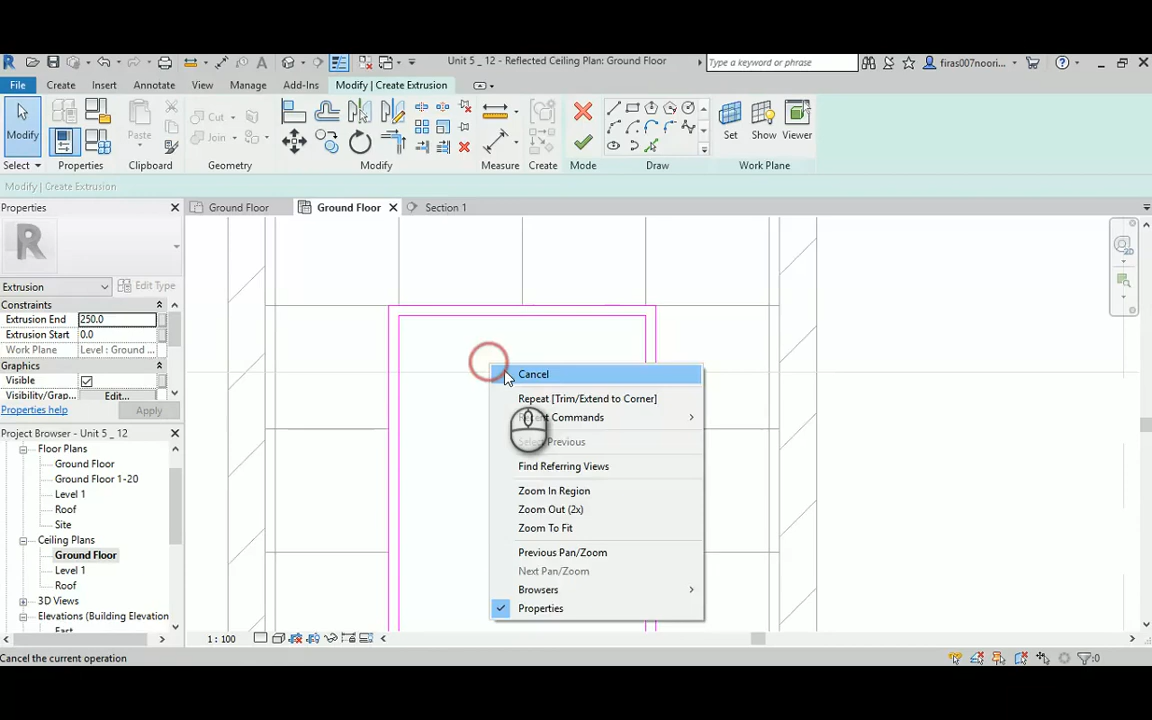 Unit 5 _ 12 - Reflected Ceiling Plan: Ground Floor
Type a keyword or phrase
firas007noori...
File
Create
Insert
Annotate
View
Manage
Add-Ins
Modify | Create Extrusion
Modify
Paste
Cut
Join
Set
Show
Viewer
Select
Properties
Clipboard
Geometry
Modify
Measure
Create
Mode
Draw
Work Plane
Modify | Create Extrusion
Properties
Ground Floor
Ground Floor
Section 1
Extrusion
Edit Type
Constraints
Extrusion End 250.0
Extrusion Start 0.0
Work Plane Level : Ground ...
Graphics
Visible
Visibility/Grap... Edit...
Properties help
Apply
Project Browser - Unit 5 _ 12
Floor Plans
Ground Floor
Ground Floor 1-20
Level 1
Roof
Site
Ceiling Plans
Ground Floor
Level 1
Roof
3D Views
Elevations (Building Elevation
East
Cancel
Repeat [Trim/Extend to Corner]
Commands
Previous
Find Referring Views
Zoom In Region
Zoom Out (2x)
Zoom To Fit
Previous Pan/Zoom
Next Pan/Zoom
Browsers
Properties
1 : 100
Cancel the current operation
:0